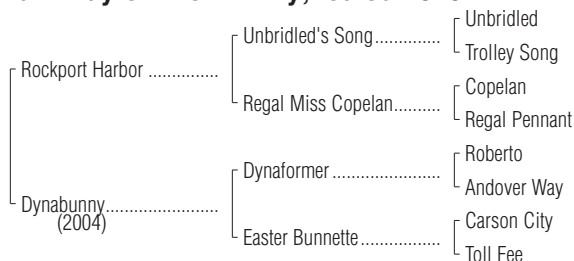 Unbridled
Unbridled's Song..............
Trolley Song
Rockport Harbor ...............
Copelan
Regal Miss Copelan..........
Regal Pennant
Roberto
Dynaformer.......................
Andover Way
Dynabunny........................
(2004)
Carson City
Easter Bunnette.................
Toll Fee